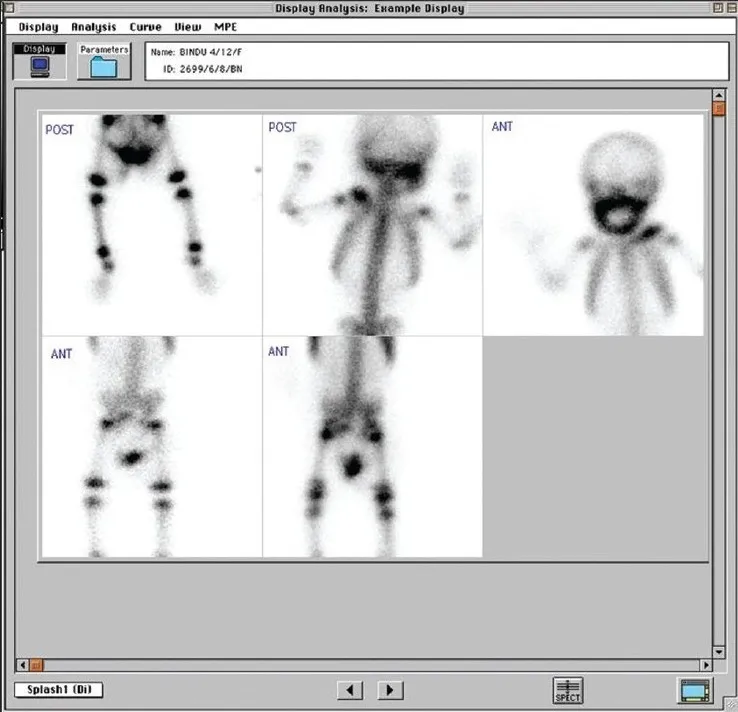 Display Analysis: Example Display
Display Analysis Curve View MPE
Display
Parameters
Name: BINDU 4/12/F
ID: 2699/6/8/BN
POST
POST
ANT
ANT
ANT
Splash1 (Di)
SPECT